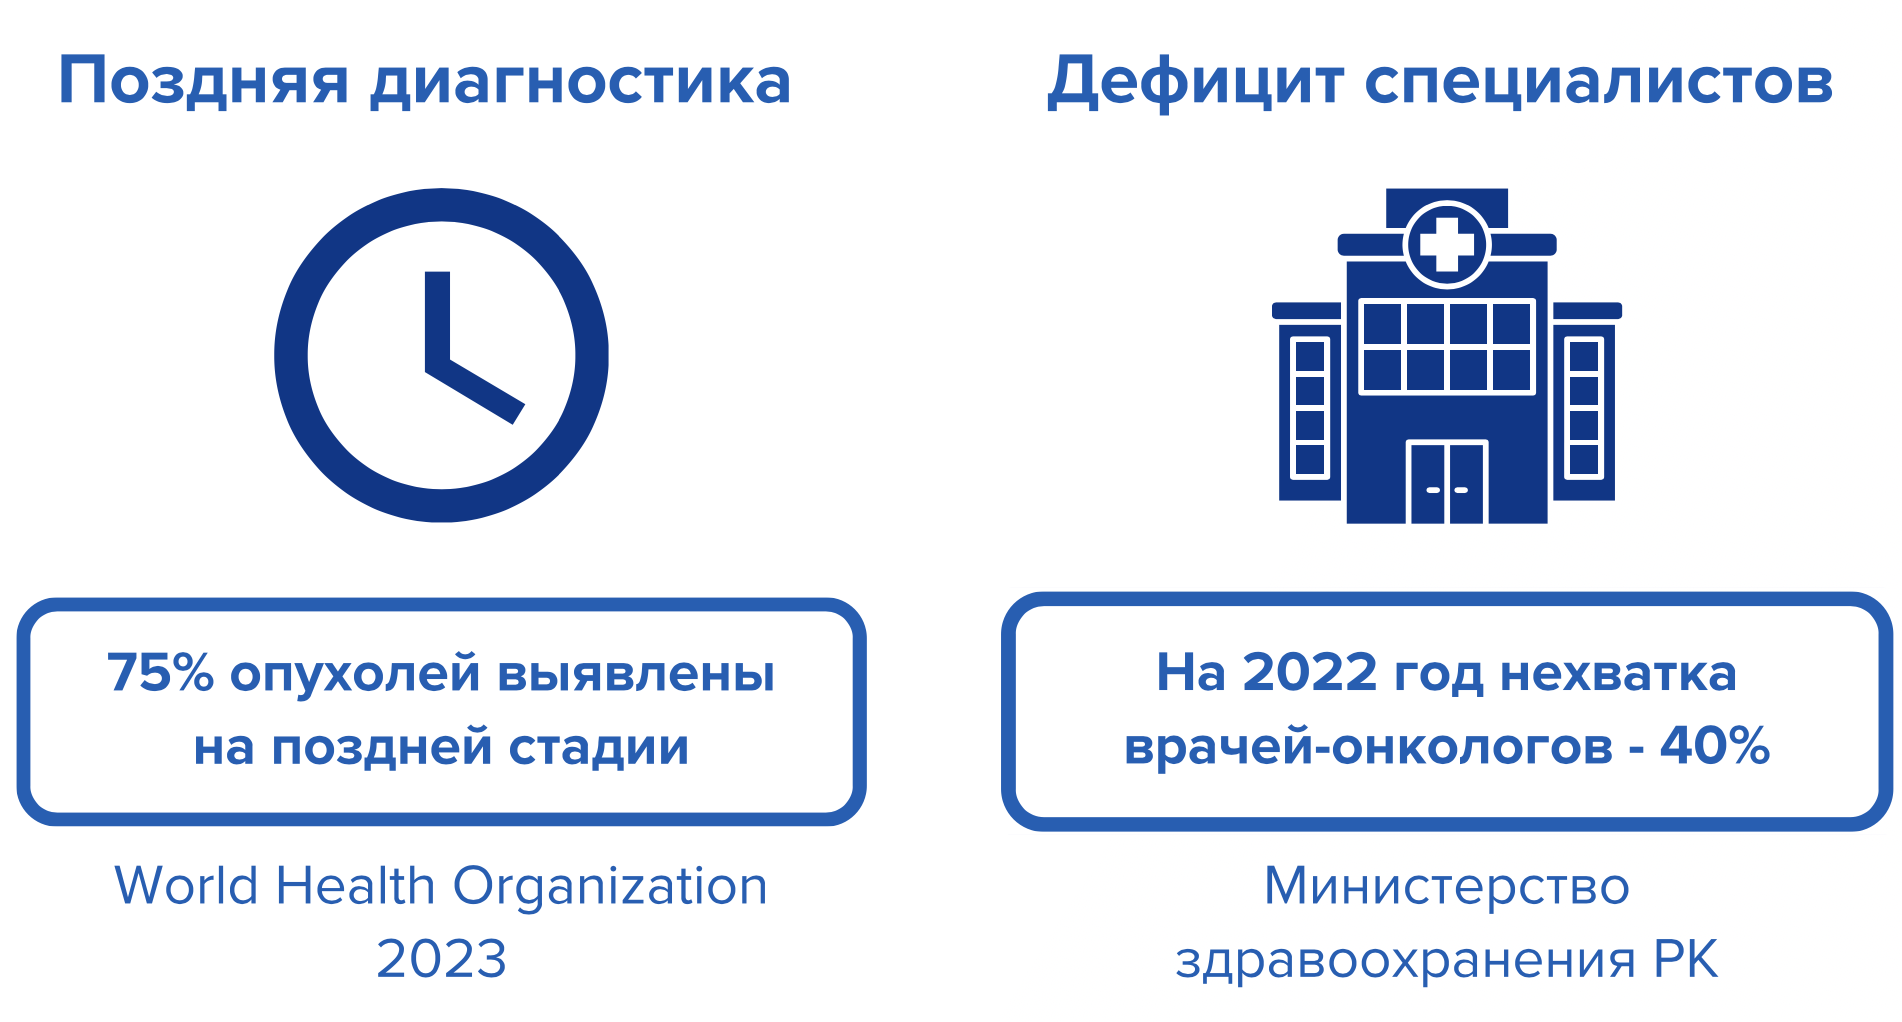 Поздняя диагностика
75% опухолей выявлены
на поздней стадии
World Health Organization
2023
Дефицит специалистов
На 2022 год нехватка
врачей-онкологов - 40%
Министерство
здравоохранения РК